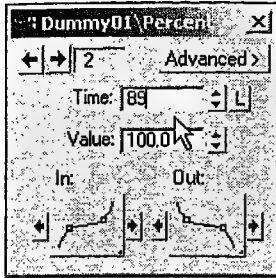 Dummy01\Percent
2 Advanced >
Time: 89 L
Value: 100.0
In: Out: